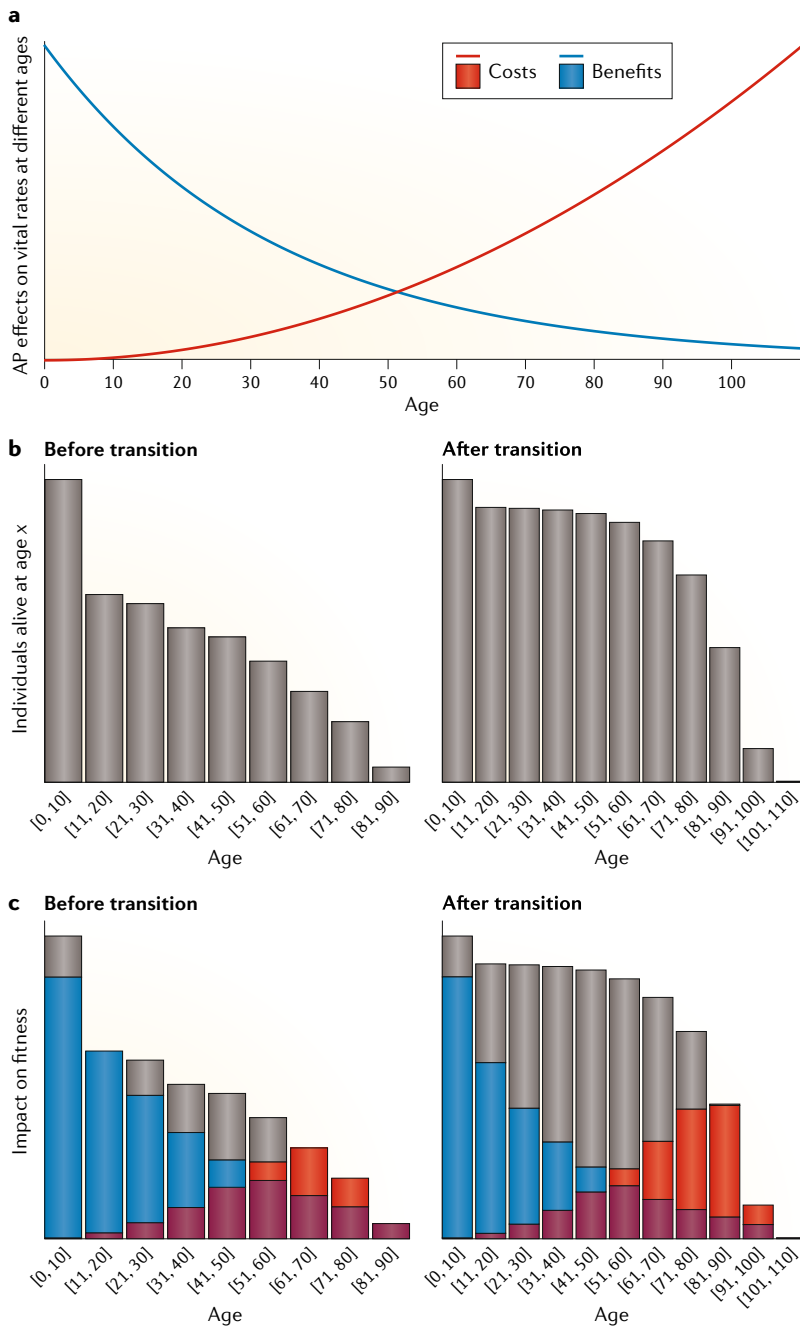 a
AP effects on vital rates at different ages
Costs
Benefits
0 10 20 30 40 50 60 70 80 90 100
Age
b
Before transition
After transition
Individuals alive at age x
[0, 10] [11, 20] [21, 30] [31, 40] [41, 50] [51, 60] [61, 70] [71, 80] [81, 90]
Age
[0, 10] [11, 20] [21, 30] [31, 40] [41, 50] [51, 60] [61, 70] [71, 80] [81, 90] [91, 100] [101, 110]
Age
c
Before transition
After transition
Impact on fitness
[0, 10] [11, 20] [21, 30] [31, 40] [41, 50] [51, 60] [61, 70] [71, 80] [81, 90]
Age
[0, 10] [11, 20] [21, 30] [31, 40] [41, 50] [51, 60] [61, 70] [71, 80] [81, 90] [91, 100] [101, 110]
Age